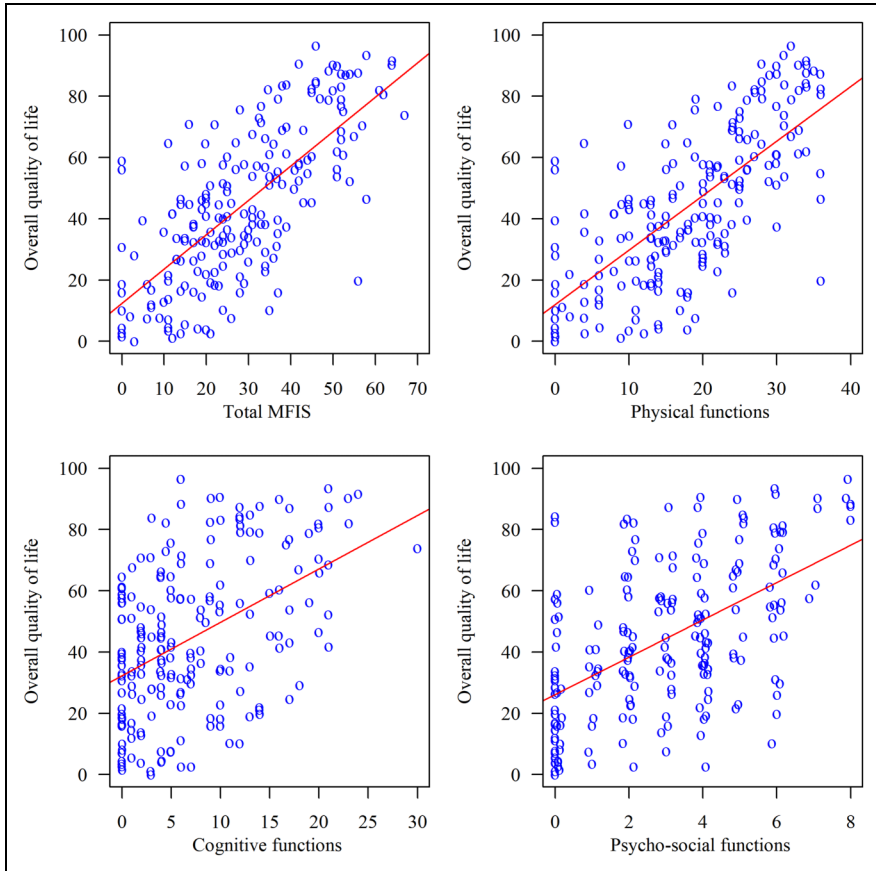 100
80
60
40
20
0
Overall quality of life
0 10 20 30 40 50 60 70
Total MFIS
100
80
60
40
20
0
Overall quality of life
0 10 20 30 40
Physical functions
100
80
60
40
20
0
Overall quality of life
0 5 10 15 20 25 30
Cognitive functions
100
80
60
40
20
0
Overall quality of life
0 2 4 6 8
Psycho-social functions